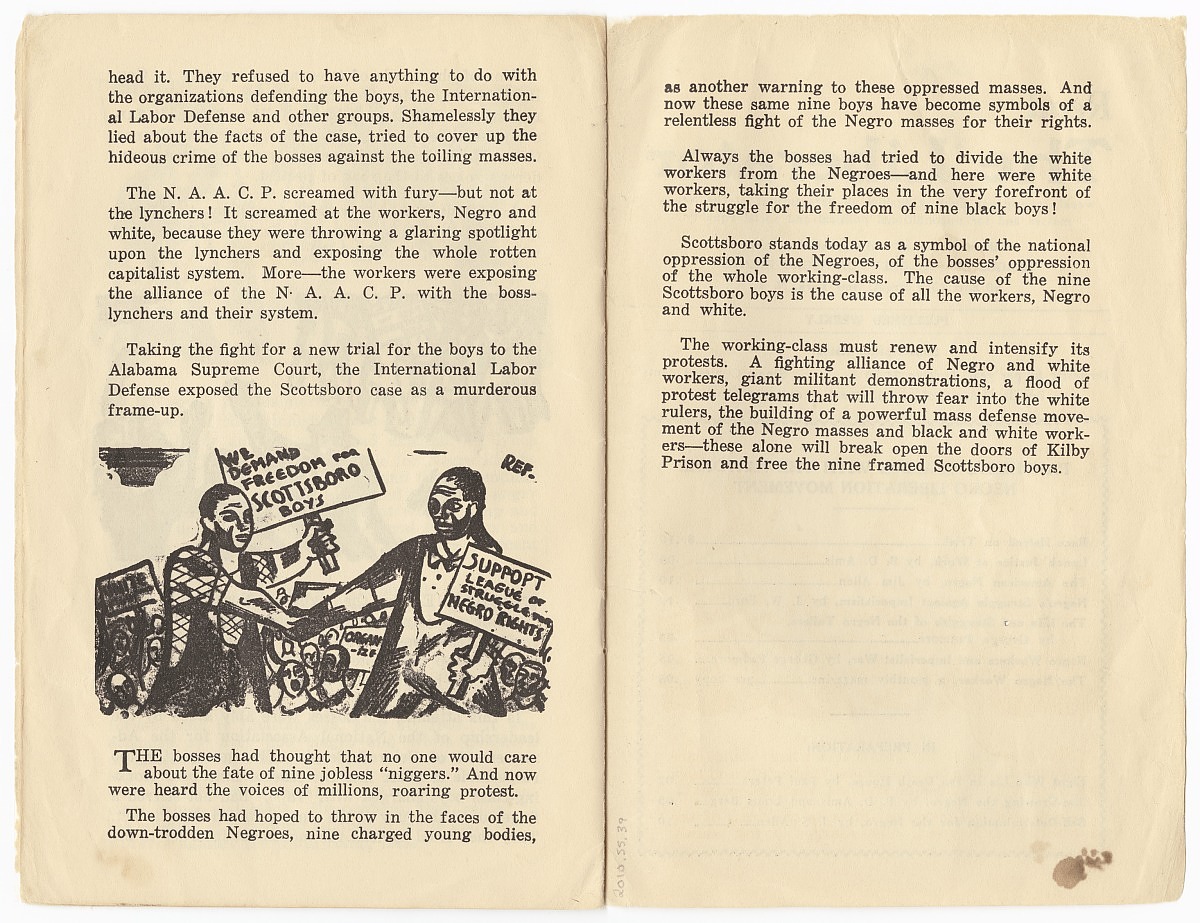 head it. They refused to have anything to do with
the organizations defending the boys, the Internation-
al Labor Defense and other groups. Shamelessly they
lied about the facts of the case, tried to cover up the
hideous crime of the bosses against the toiling masses.
The N. A. A. C. P. screamed with fury—but not at
the lynchers! It screamed at the workers, Negro and
white, because they were throwing a glaring spotlight
upon the lynchers and exposing the whole rotten
capitalist system. More—the workers were exposing
the alliance of the N· A. A. C. P. with the boss-
lynchers and their system.
Taking the fight for a new trial for the boys to the
Alabama Supreme Court, the International Labor
Defense exposed the Scottsboro case as a murderous
frame-up.
WE
DEMAND
FREEDOM FOR
SCOTTSBORO
BOYS
REF.
SUPPORT
LEAGUE OF
STRUGGLE FOR
NEGRO RIGHTS
ORGAN
-IZE
THE bosses had thought that no one would care
about the fate of nine jobless “niggers.” And now
were heard the voices of millions, roaring protest.
The bosses had hoped to throw in the faces of the
down-trodden Negroes, nine charged young bodies,
as another warning to these oppressed masses. And
now these same nine boys have become symbols of a
relentless fight of the Negro masses for their rights.
Always the bosses had tried to divide the white
workers from the Negroes—and here were white
workers, taking their places in the very forefront of
the struggle for the freedom of nine black boys!
Scottsboro stands today as a symbol of the national
oppression of the Negroes, of the bosses’ oppression
of the whole working-class. The cause of the nine
Scottsboro boys is the cause of all the workers, Negro
and white.
The working-class must renew and intensify its
protests. A fighting alliance of Negro and white
workers, giant militant demonstrations, a flood of
protest telegrams that will throw fear into the white
rulers, the building of a powerful mass defense move-
ment of the Negro masses and black and white work-
ers—these alone will break open the doors of Kilby
Prison and free the nine framed Scottsboro boys.
2010.55.39